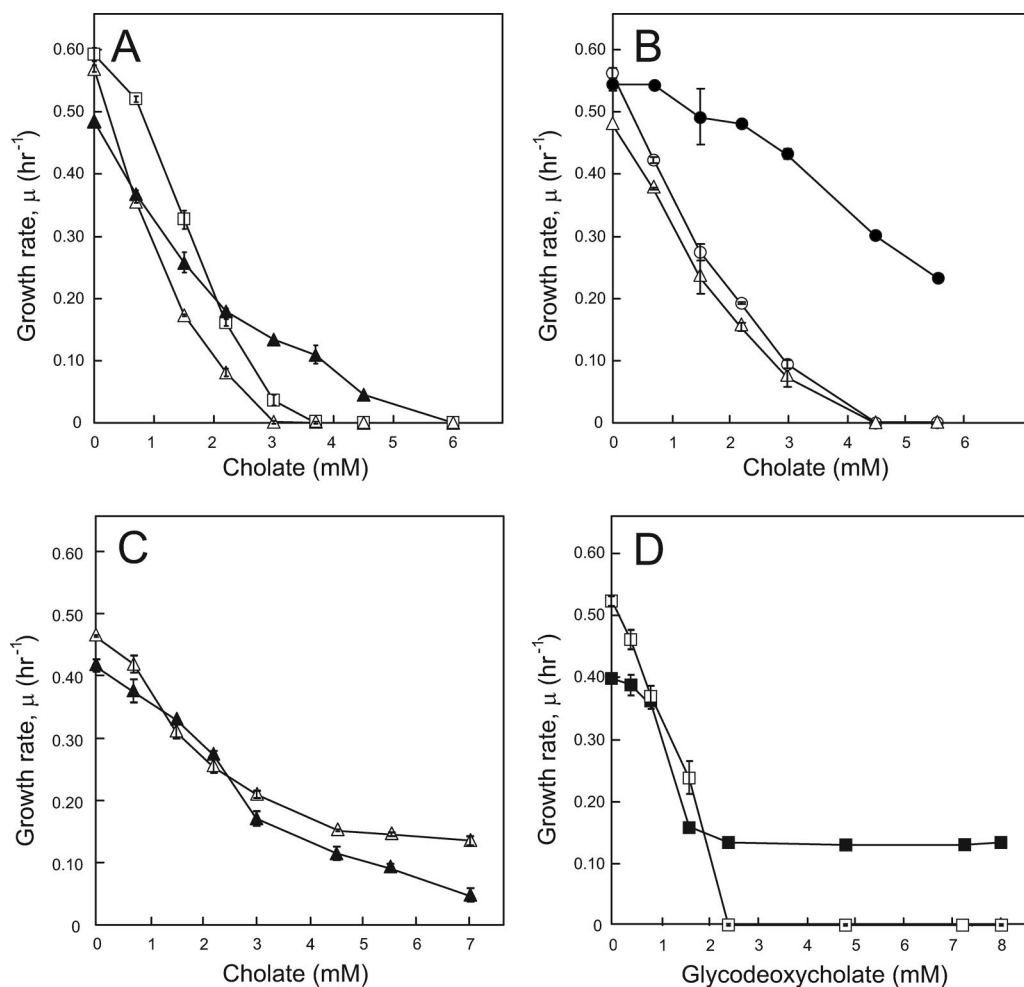 A
0.60
0.50
0.40
0.30
0.20
0.10
0
Growth rate, μ (hr⁻¹)
0 1 2 3 4 5 6
Cholate (mM)
B
0.60
0.50
0.40
0.30
0.20
0.10
0
Growth rate, μ (hr⁻¹)
0 1 2 3 4 5 6
Cholate (mM)
C
0.60
0.50
0.40
0.30
0.20
0.10
0
Growth rate, μ (hr⁻¹)
0 1 2 3 4 5 6 7
Cholate (mM)
D
0.60
0.50
0.40
0.30
0.20
0.10
0
Growth rate, μ (hr⁻¹)
0 1 2 3 4 5 6 7 8
Glycodeoxycholate (mM)